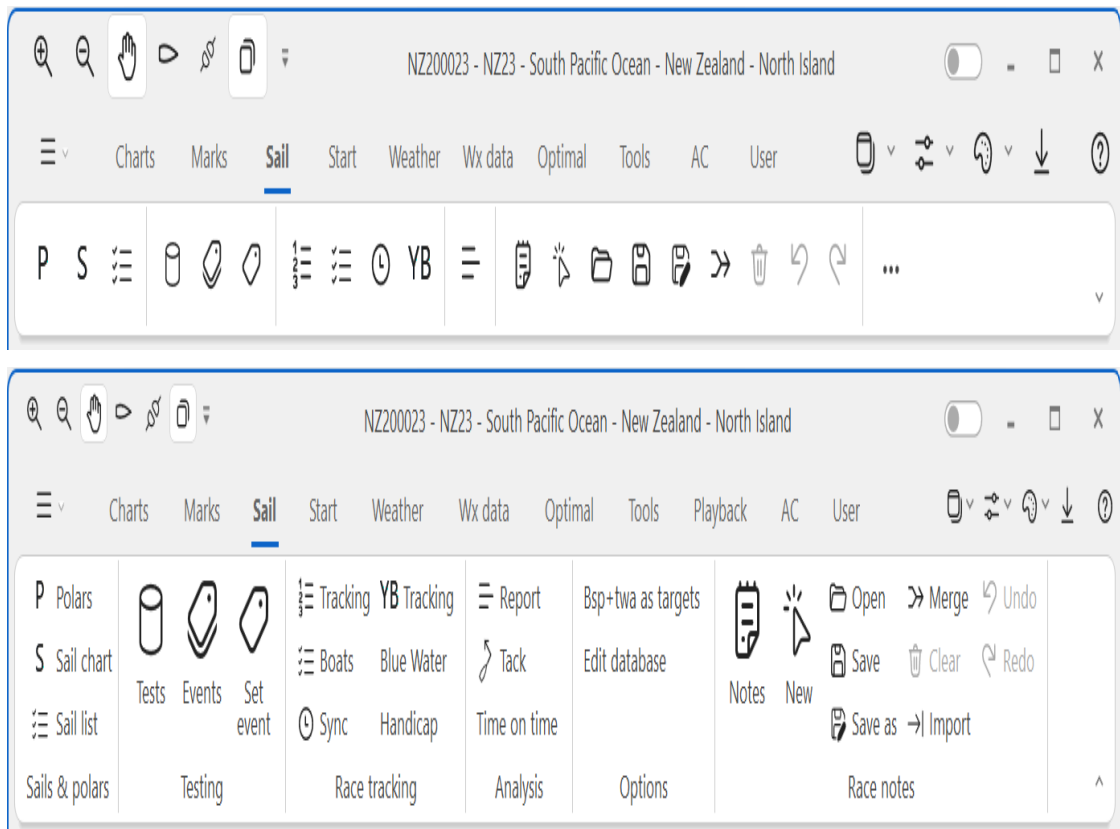 NZ200023 - NZ23 - South Pacific Ocean - New Zealand - North Island
Charts Marks Sail Start Weather Wx data Optimal Tools AC User
P S YB ...
NZ200023 - NZ23 - South Pacific Ocean - New Zealand - North Island
Charts Marks Sail Start Weather Wx data Optimal Tools Playback AC User
P Polars
S Sail chart
Sail list
Sails & polars
Tests
Events
Set
event
Testing
Tracking
YB Tracking
Boats
Blue Water
Sync
Handicap
Race tracking
Report
Tack
Time on time
Analysis
Bsp+twa as targets
Edit database
Options
Notes
New
Open
Merge
Undo
Save
Clear
Redo
Save as
Import
Race notes